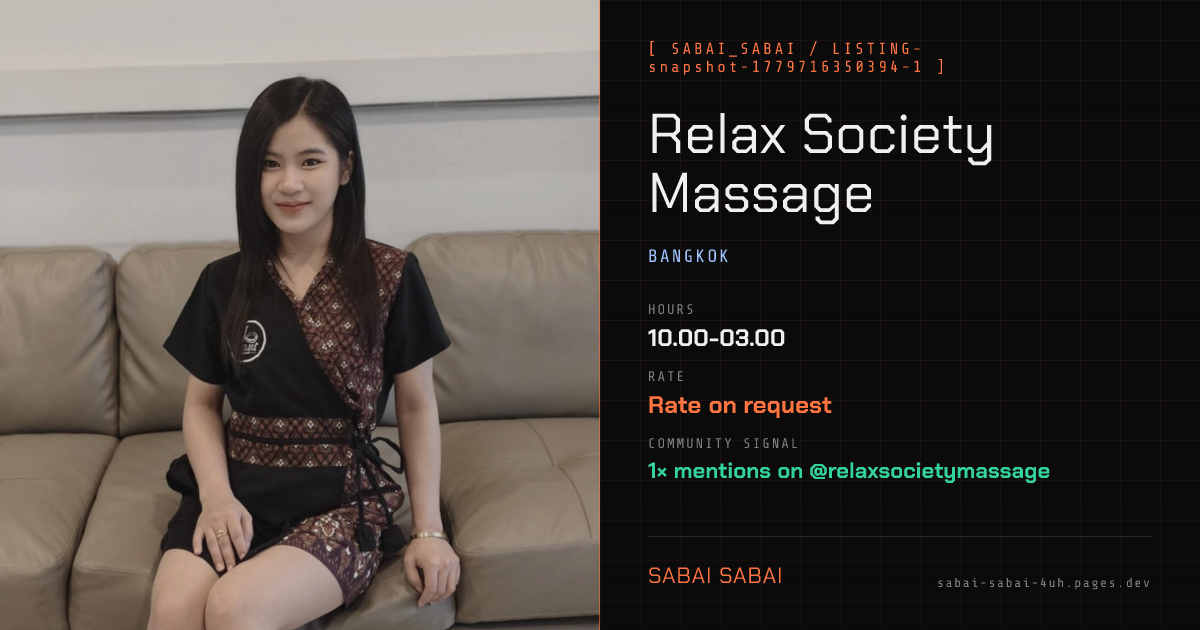 [ SABAI_SABAI / LISTING-
snapshot-1779716350394-1 ]
Relax Society
Massage
BANGKOK
HOURS
10.00-03.00
RATE
Rate on request
COMMUNITY SIGNAL
1× mentions on @relaxsocietymassage
SABAI SABAI
sabai-sabai-4uh.pages.dev